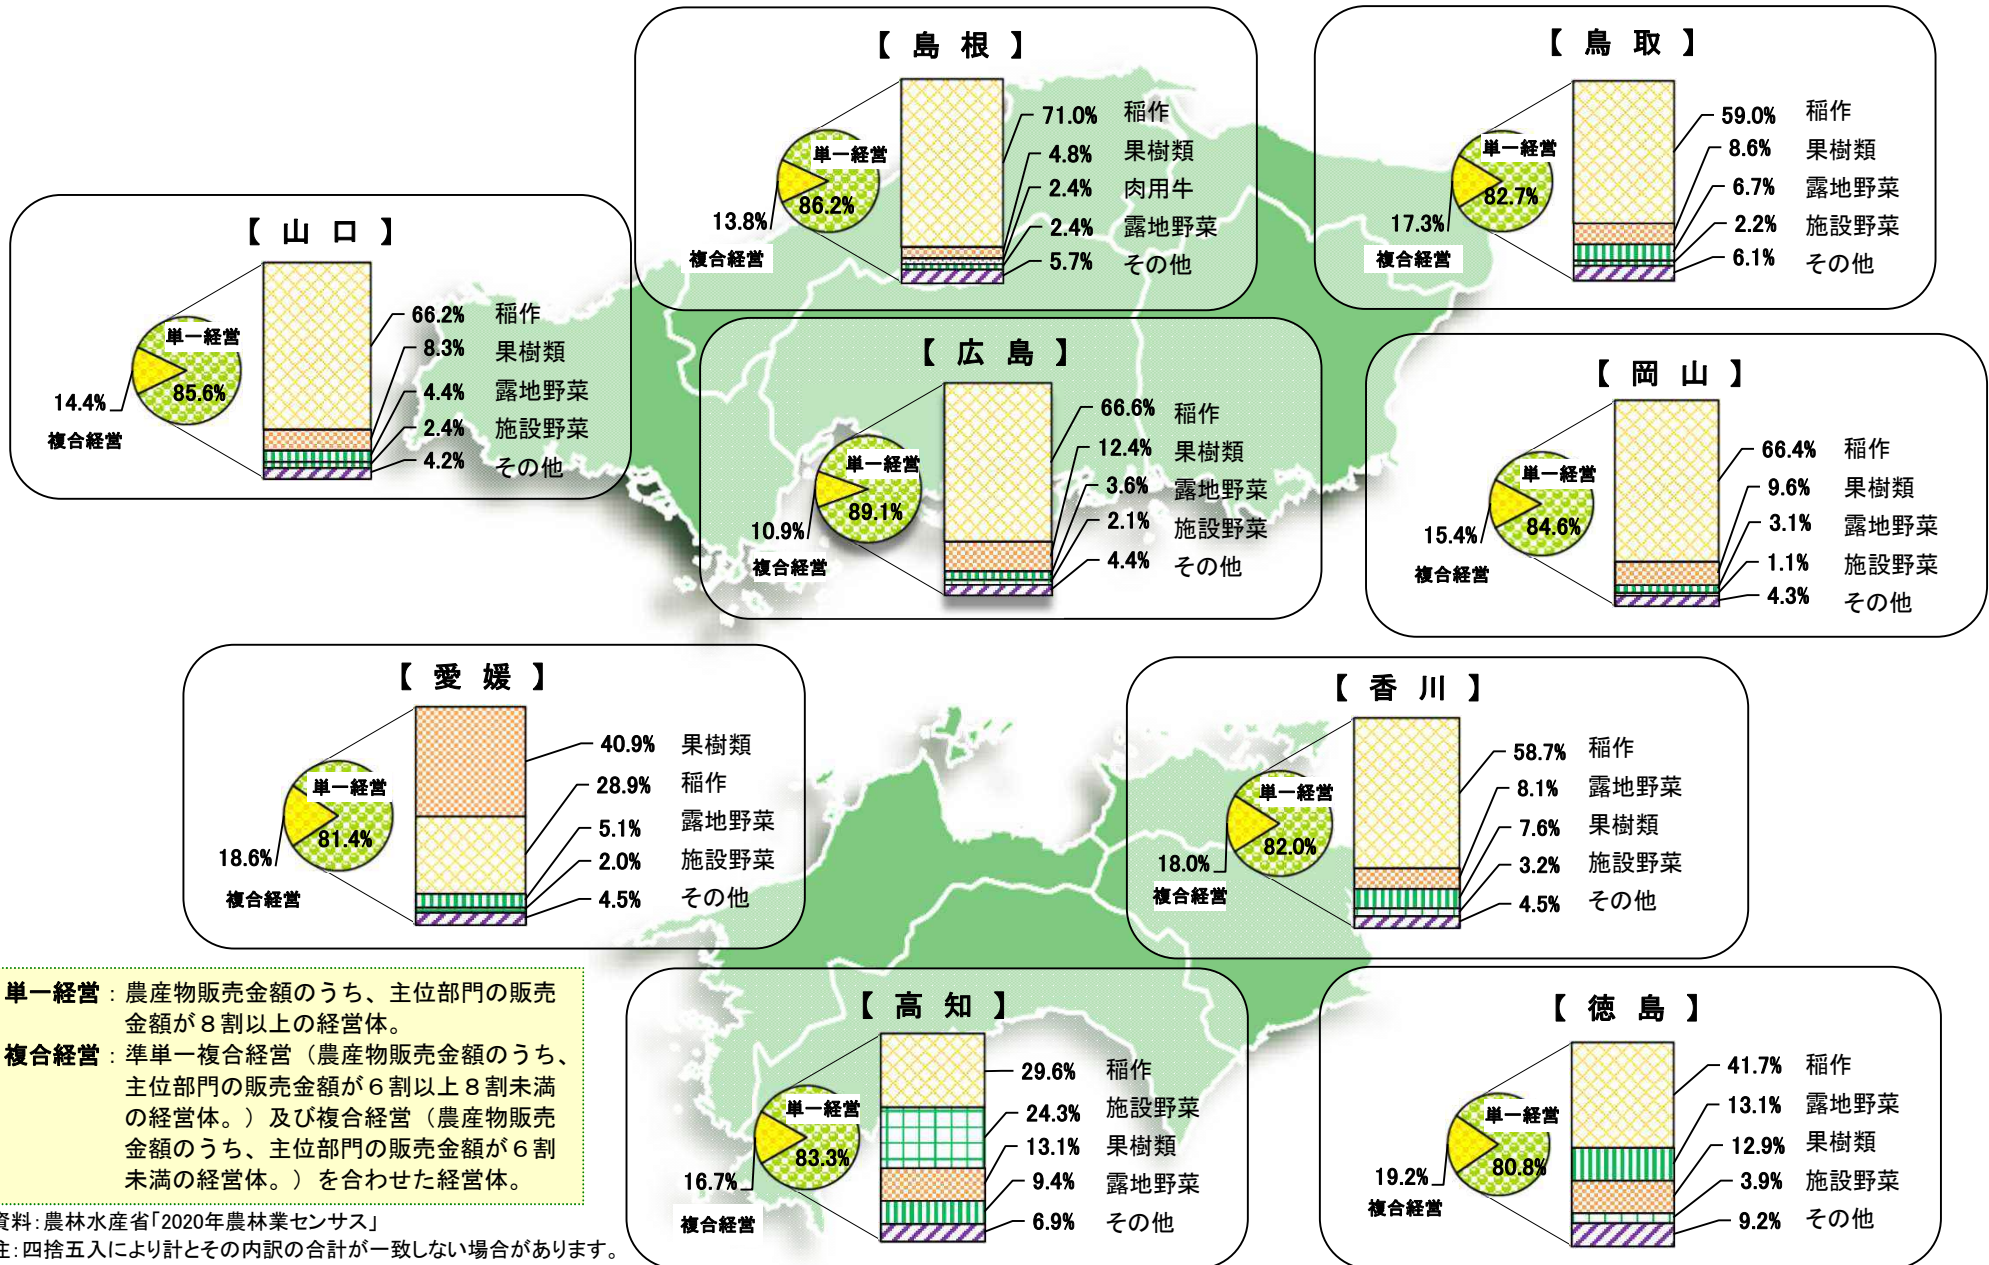 【 島 根 】
71.0% 稲作
4.8% 果樹類
2.4% 肉用牛
2.4% 露地野菜
5.7% その他
単一経営
86.2%
13.8%
複合経営
【 鳥 取 】
59.0% 稲作
8.6% 果樹類
6.7% 露地野菜
2.2% 施設野菜
6.1% その他
単一経営
82.7%
17.3%
複合経営
【 山 口 】
66.2% 稲作
8.3% 果樹類
4.4% 露地野菜
2.4% 施設野菜
4.2% その他
単一経営
85.6%
14.4%
複合経営
【 広 島 】
66.6% 稲作
12.4% 果樹類
3.6% 露地野菜
2.1% 施設野菜
4.4% その他
単一経営
89.1%
10.9%
複合経営
【 岡 山 】
66.4% 稲作
9.6% 果樹類
3.1% 露地野菜
1.1% 施設野菜
4.3% その他
単一経営
84.6%
15.4%
複合経営
【 愛 媛 】
40.9% 果樹類
28.9% 稲作
5.1% 露地野菜
2.0% 施設野菜
4.5% その他
単一経営
81.4%
18.6%
複合経営
【 香 川 】
58.7% 稲作
8.1% 露地野菜
7.6% 果樹類
3.2% 施設野菜
4.5% その他
単一経営
82.0%
18.0%
複合経営
【 高 知 】
29.6% 稲作
24.3% 施設野菜
13.1% 果樹類
9.4% 露地野菜
6.9% その他
単一経営
83.3%
16.7%
複合経営
【 徳 島 】
41.7% 稲作
13.1% 露地野菜
12.9% 果樹類
3.9% 施設野菜
9.2% その他
単一経営
80.8%
19.2%
複合経営
単一経営：農産物販売金額のうち、主位部門の販売
金額が８割以上の経営体。
複合経営：準単一複合経営（農産物販売金額のうち、
主位部門の販売金額が６割以上８割未満
の経営体。）及び複合経営（農産物販売
金額のうち、主位部門の販売金額が６割
未満の経営体。）を合わせた経営体。
資料：農林水産省「2020年農林業センサス」
注：四捨五入により計とその内訳の合計が一致しない場合があります。